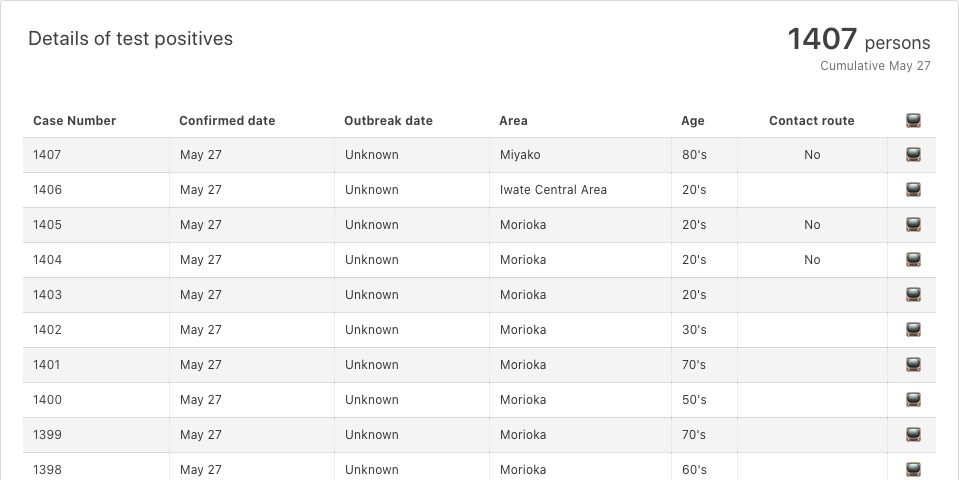 Details of test positives
1407 persons
Cumulative May 27
Case Number Confirmed date Outbreak date Area Age Contact route
1407 May 27 Unknown Miyako 80's No
1406 May 27 Unknown Iwate Central Area 20's
1405 May 27 Unknown Morioka 20's No
1404 May 27 Unknown Morioka 20's No
1403 May 27 Unknown Morioka 20's
1402 May 27 Unknown Morioka 30's
1401 May 27 Unknown Morioka 70's
1400 May 27 Unknown Morioka 50's
1399 May 27 Unknown Morioka 70's
1398 May 27 Unknown Morioka 60's